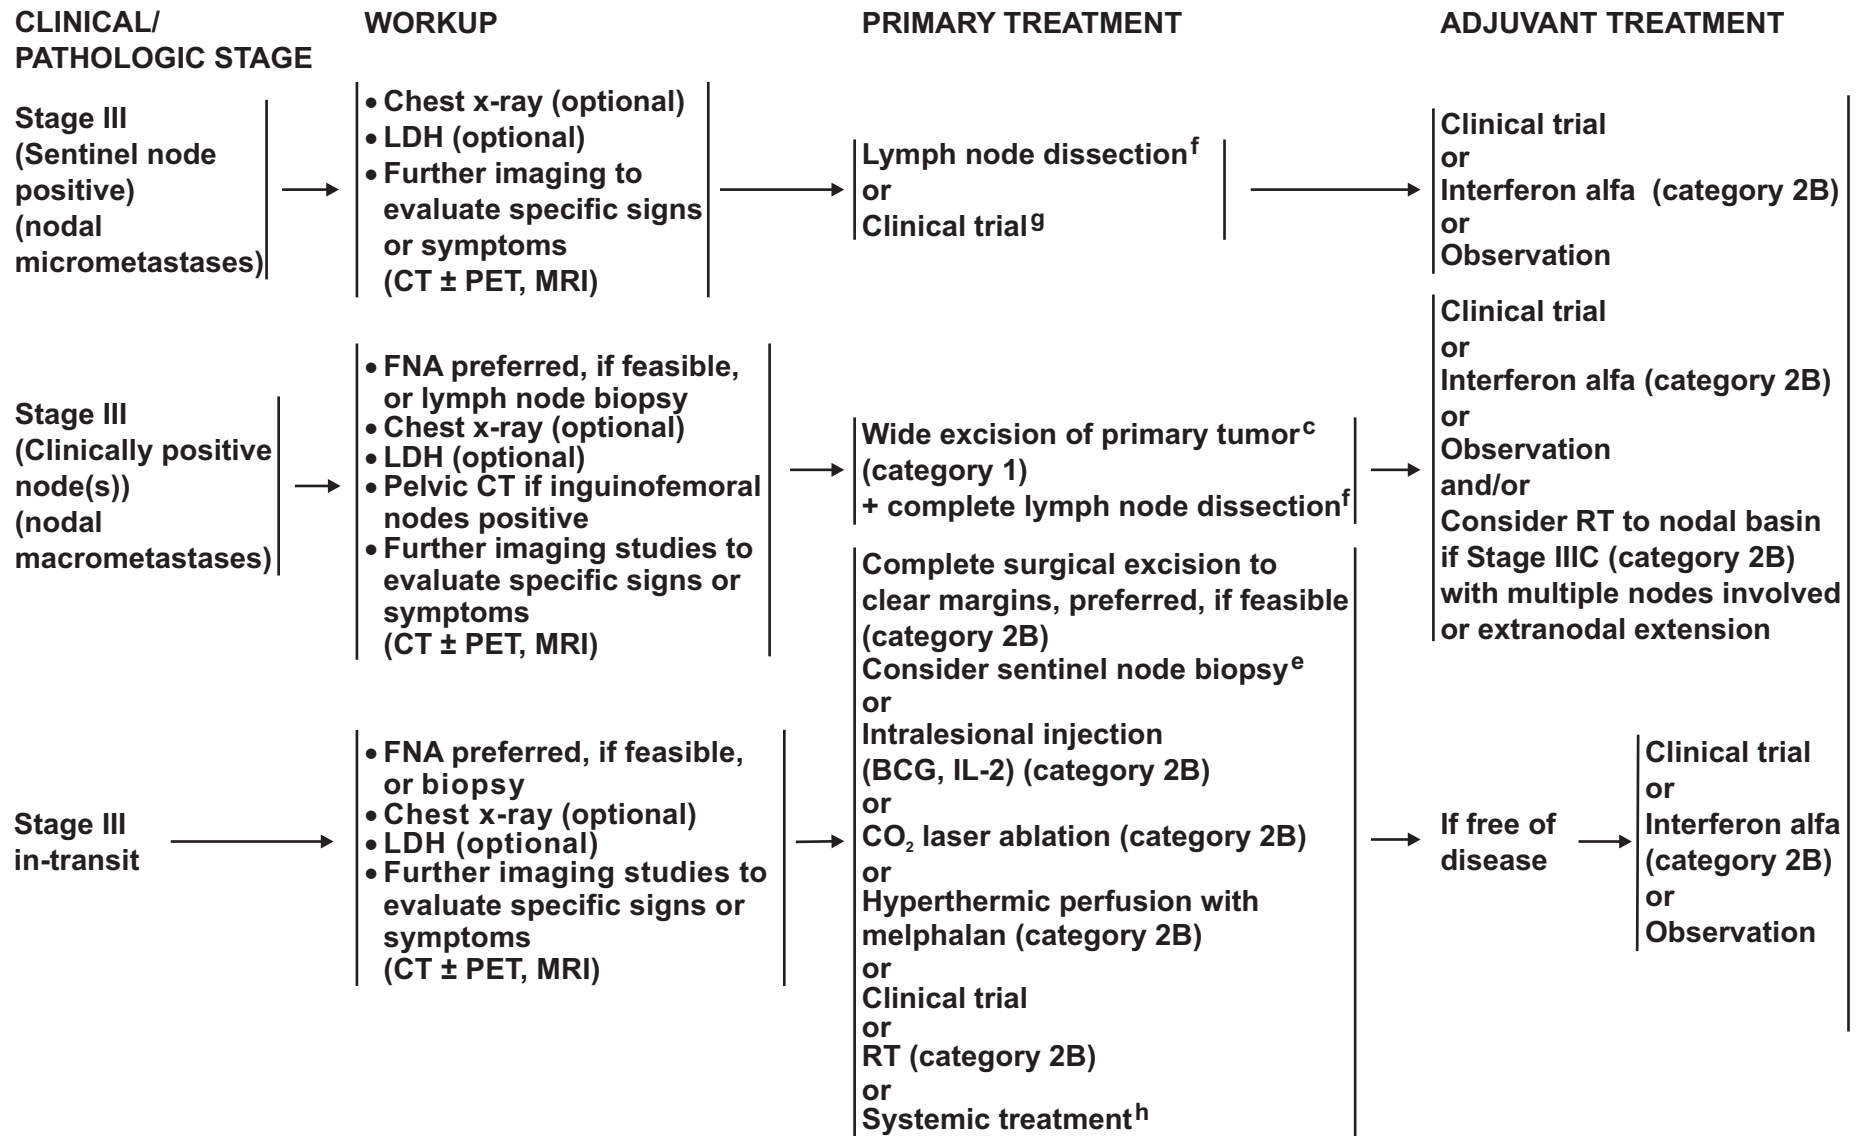 CLINICAL/
PATHOLOGIC STAGE
WORKUP
PRIMARY TREATMENT
ADJUVANT TREATMENT
Stage III
(Sentinel node
positive)
(nodal
micrometastases)
• Chest x-ray (optional)
• LDH (optional)
• Further imaging to
evaluate specific signs
or symptoms
(CT ± PET, MRI)
Lymph node dissection f
or
Clinical trial g
Clinical trial
or
Interferon alfa (category 2B)
or
Observation
Stage III
(Clinically positive
node(s))
(nodal
macrometastases)
• FNA preferred, if feasible,
or lymph node biopsy
• Chest x-ray (optional)
• LDH (optional)
• Pelvic CT if inguinofemoral
nodes positive
• Further imaging studies to
evaluate specific signs or
symptoms
(CT ± PET, MRI)
Wide excision of primary tumor c
(category 1)
+ complete lymph node dissection f
Clinical trial
or
Interferon alfa (category 2B)
or
Observation
and/or
Consider RT to nodal basin
if Stage IIIC (category 2B)
with multiple nodes involved
or extranodal extension
Stage III
in-transit
• FNA preferred, if feasible,
or biopsy
• Chest x-ray (optional)
• LDH (optional)
• Further imaging studies to
evaluate specific signs or
symptoms
(CT ± PET, MRI)
Complete surgical excision to
clear margins, preferred, if feasible
(category 2B)
Consider sentinel node biopsy e
or
Intralesional injection
(BCG, IL-2) (category 2B)
or
CO₂ laser ablation (category 2B)
or
Hyperthermic perfusion with
melphalan (category 2B)
or
Clinical trial
or
RT (category 2B)
or
Systemic treatment h
If free of
disease
Clinical trial
or
Interferon alfa
(category 2B)
or
Observation